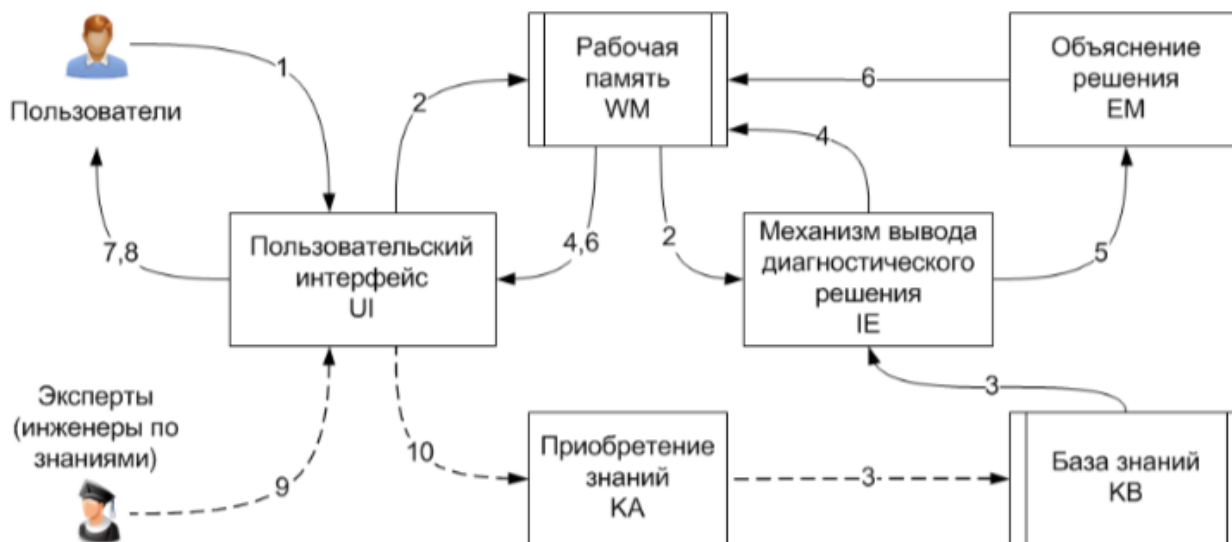 Пользователи
1
2
Рабочая
память
WM
6
Объяснение
решения
EM
4
7,8
Пользовательский
интерфейс
UI
4,6
2
Механизм вывода
диагностического
решения
IE
5
3
Эксперты
(инженеры по
знаниями)
9
10
Приобретение
знаний
KA
3
База знаний
KB